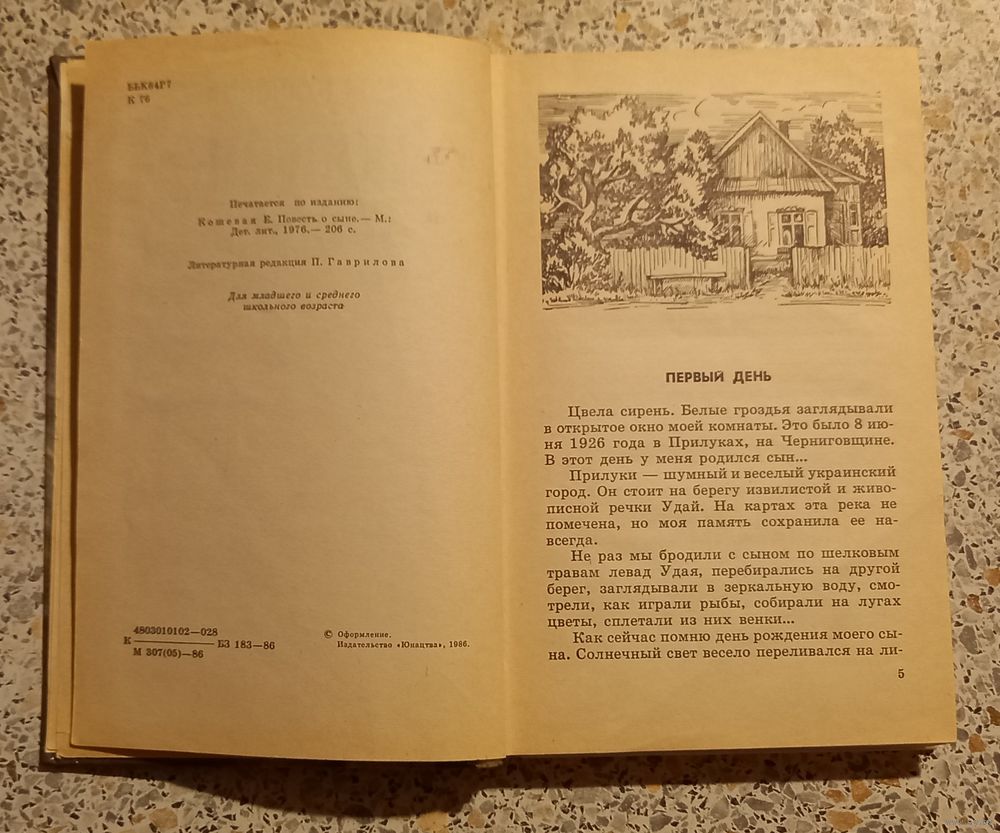 ББК84Р7
К 76
Печатается по изданию:
Кошевая Е. Повесть о сыне.— М.:
Дет. лит., 1976.— 206 с.
Литературная редакция П. Гаврилова
Для младшего и среднего
школьного возраста
К 4803010102—028
М 307(05)—86 БЗ 183—86
© Оформление.
Издательство «Юнацтва», 1986.
ПЕРВЫЙ ДЕНЬ
Цвела сирень. Белые гроздья заглядывали
в открытое окно моей комнаты. Это было 8 ию-
ня 1926 года в Прилуках, на Черниговщине.
В этот день у меня родился сын...
Прилуки — шумный и веселый украинский
город. Он стоит на берегу извилистой и живо-
писной речки Удай. На картах эта река не
помечена, но моя память сохранила ее на-
всегда.
Не раз мы бродили с сыном по шелковым
травам левад Удая, перебирались на другой
берег, заглядывали в зеркальную воду, смо-
трели, как играли рыбы, собирали на лугах
цветы, сплетали из них венки...
Как сейчас помню день рождения моего сы-
на. Солнечный свет весело переливался на ли-
5